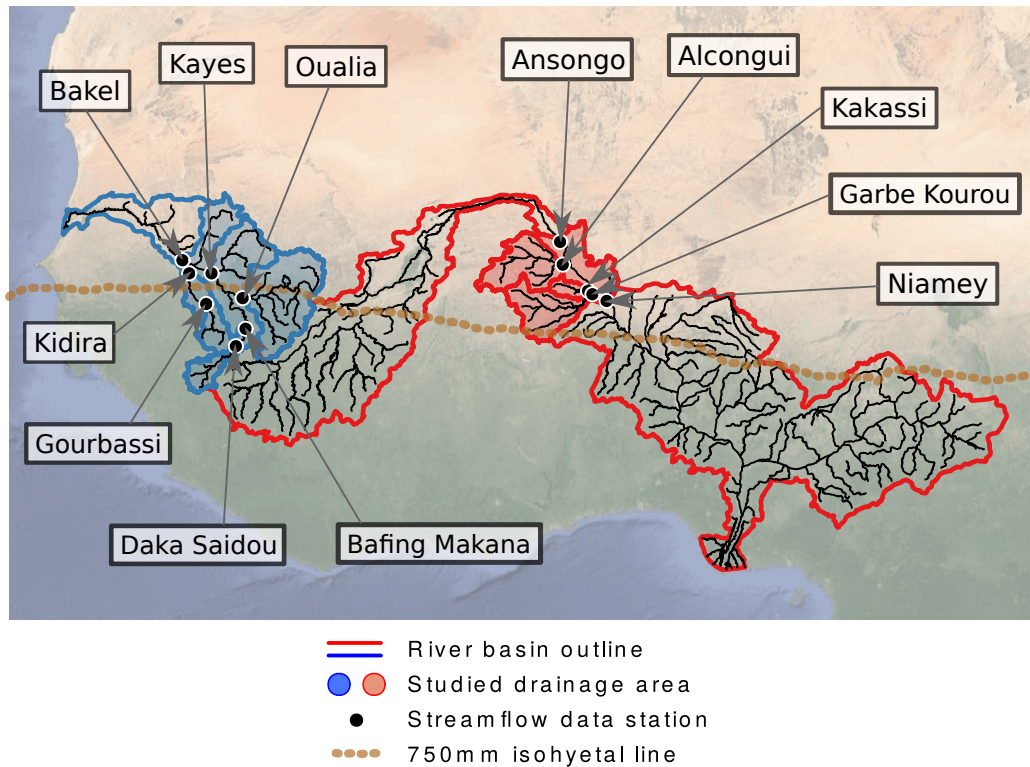 Bakel
Kayes
Oualia
Ansongo
Alcongui
Kakassi
Garbe Kourou
Niamey
Kidira
Gourbassi
Daka Saidou
Bafing Makana
River basin outline
Studied drainage area
Streamflow data station
750mm isohyetal line